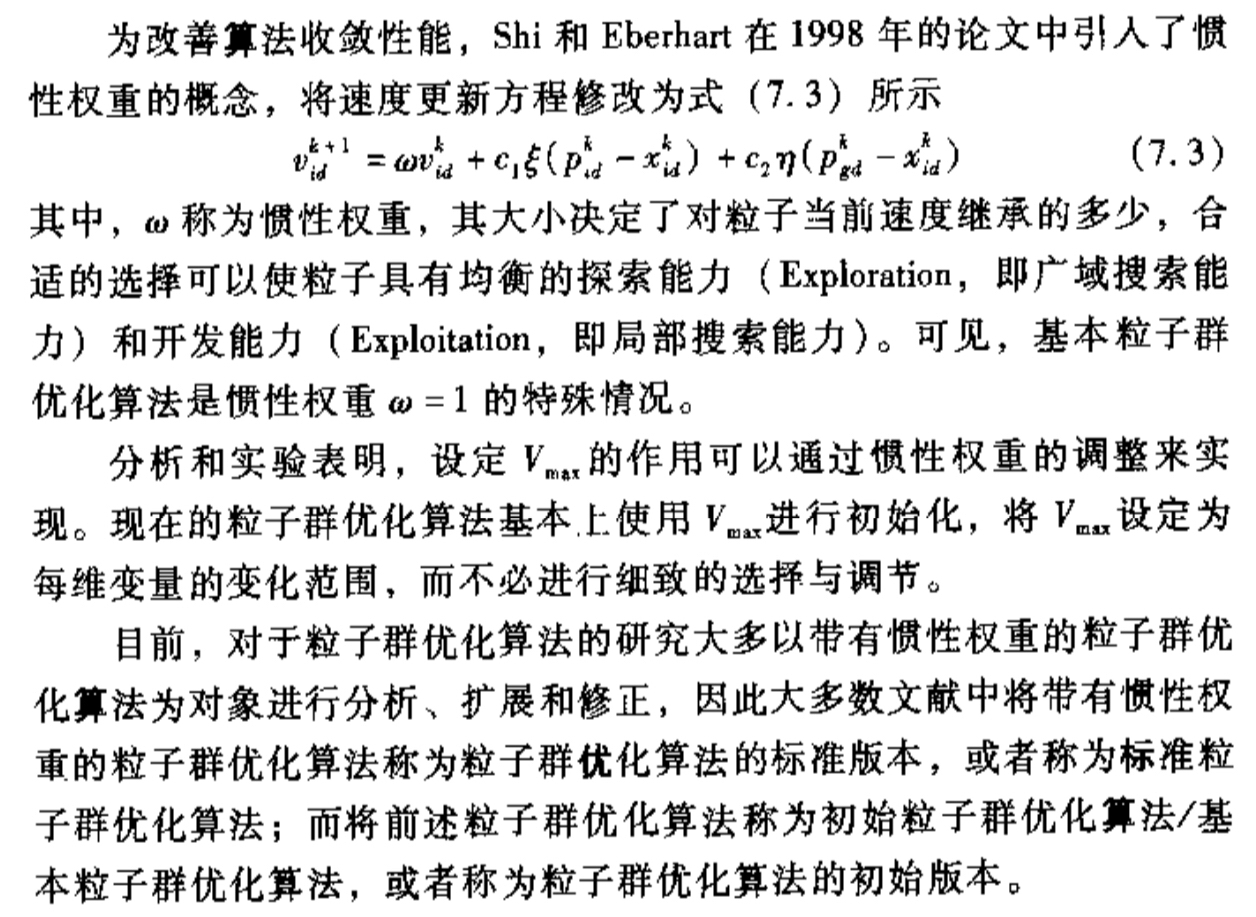 为改善算法收敛性能，Shi 和 Eberhart 在 1998 年的论文中引入了惯
性权重的概念，将速度更新方程修改为式（7.3）所示
$v_{id}^{k+1} = \omega v_{id}^{k} + c_1 \xi (p_{id}^{k} - x_{id}^{k}) + c_2 \eta (p_{gd}^{k} - x_{id}^{k})$ (7.3)
其中，ω 称为惯性权重，其大小决定了对粒子当前速度继承的多少，合
适的选择可以使粒子具有均衡的探索能力（Exploration，即广域搜索能
力）和开发能力（Exploitation，即局部搜索能力）。可见，基本粒子群
优化算法是惯性权重 ω = 1 的特殊情况。
分析和实验表明，设定 $V_{max}$ 的作用可以通过惯性权重的调整来实
现。现在的粒子群优化算法基本上使用 $V_{max}$ 进行初始化，将 $V_{max}$ 设定为
每维变量的变化范围，而不必进行细致的选择与调节。
目前，对于粒子群优化算法的研究大多以带有惯性权重的粒子群优
化算法为对象进行分析、扩展和修正，因此大多数文献中将带有惯性权
重的粒子群优化算法称为粒子群优化算法的标准版本，或者称为标准粒
子群优化算法；而将前述粒子群优化算法称为初始粒子群优化算法/基
本粒子群优化算法，或者称为粒子群优化算法的初始版本。